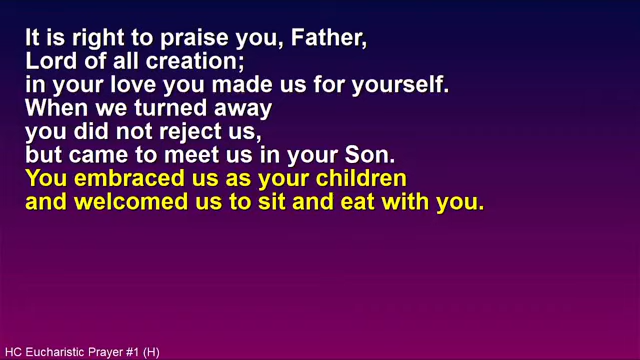 It is right to praise you, Father,
Lord of all creation;
in your love you made us for yourself.
When we turned away
you did not reject us,
but came to meet us in your Son.
You embraced us as your children
and welcomed us to sit and eat with you.
HC Eucharistic Prayer #1 (H)